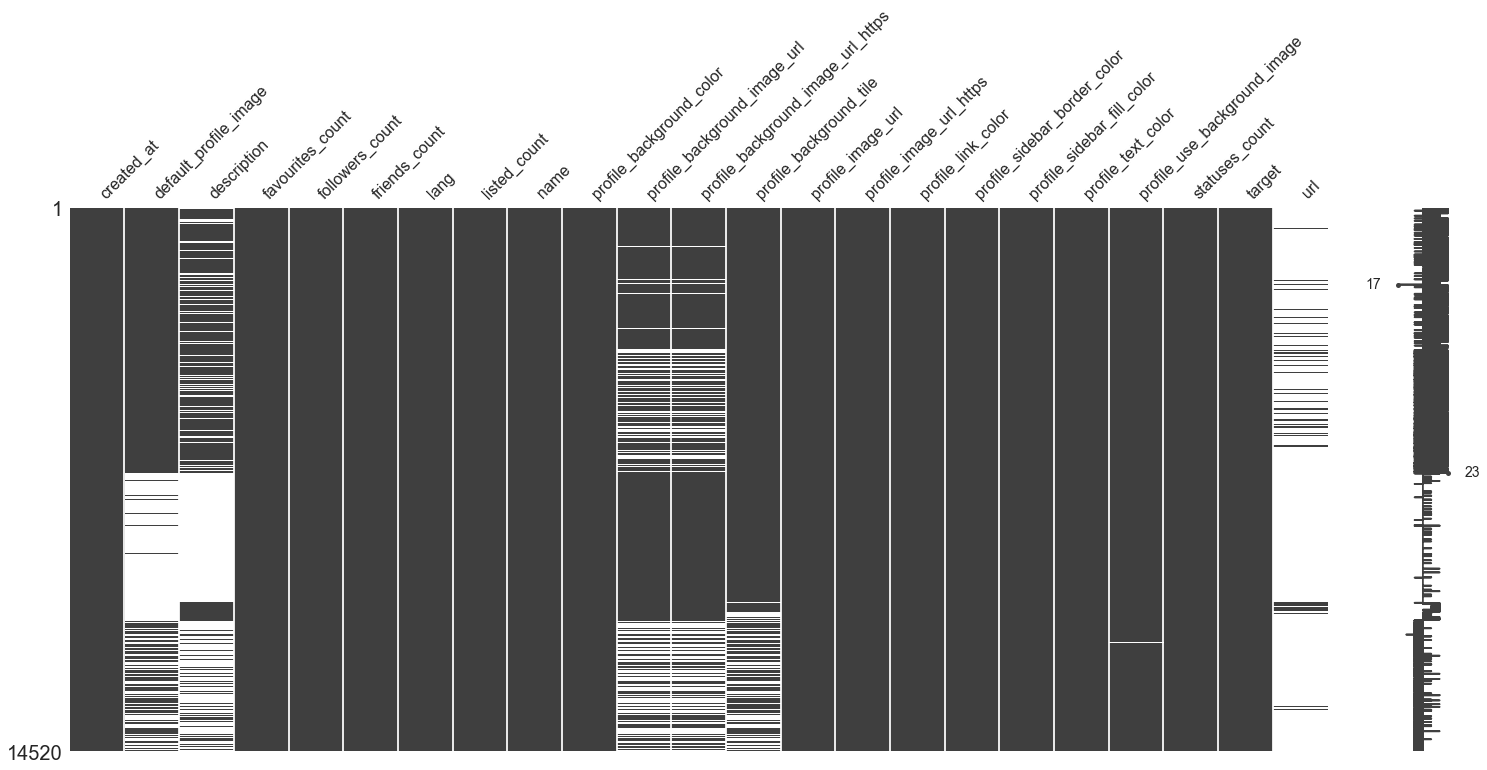 created_at
default_profile_image
description
favourites_count
followers_count
friends_count
lang
listed_count
name
profile_background_color
profile_background_image_url
profile_background_image_url_https
profile_background_tile
profile_image_url
profile_image_url_https
profile_link_color
profile_sidebar_border_color
profile_sidebar_fill_color
profile_text_color
profile_use_background_image
statuses_count
target
url
1
17
23
14520